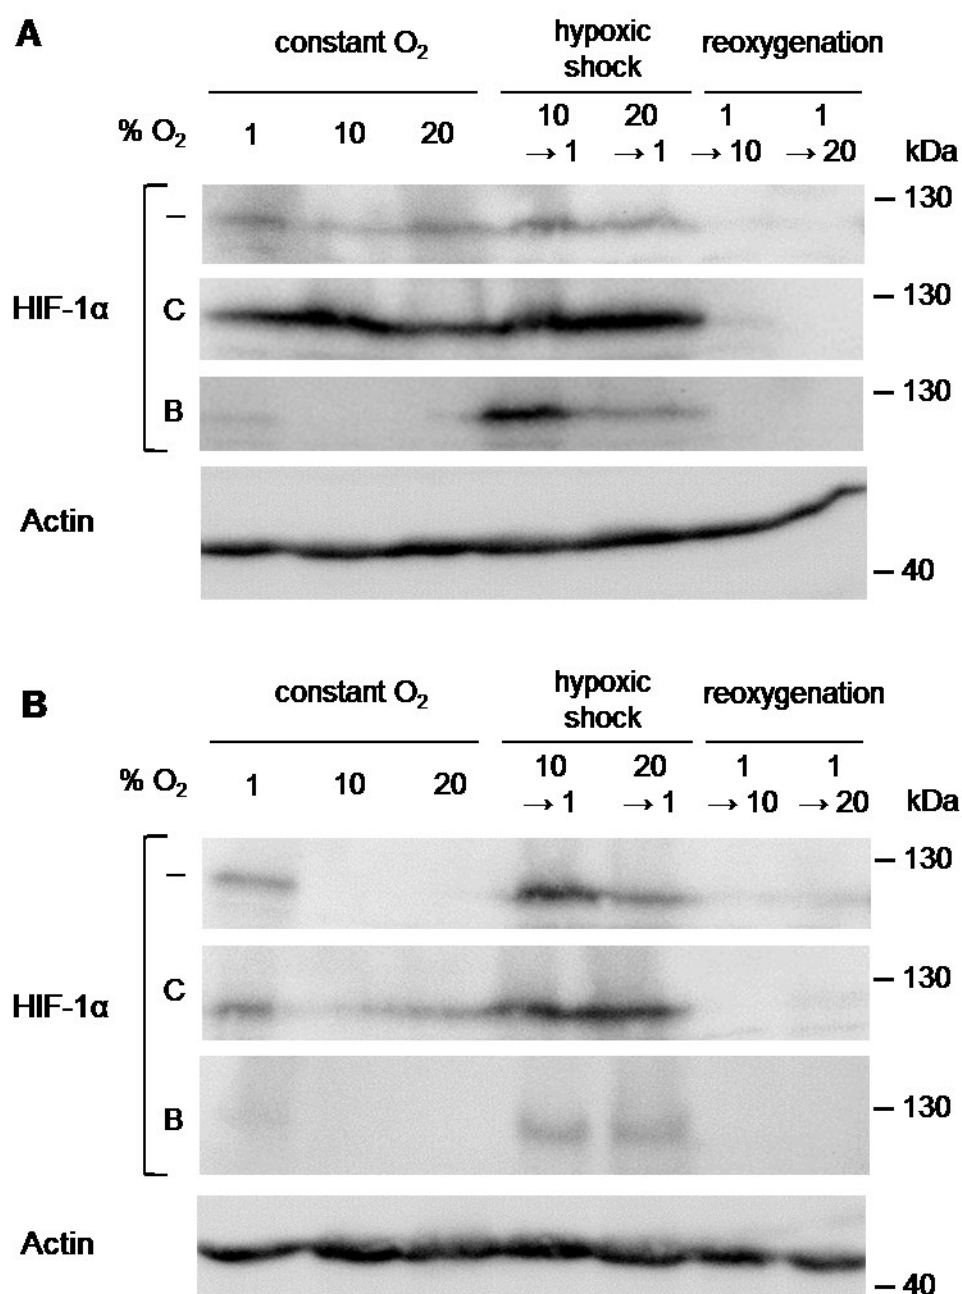 A
constant O₂
hypoxic
shock
reoxygenation
% O₂ 1 10 20 10 20 1 1
→ 1 → 1 → 10 → 20 kDa
– – 130
HIF-1α C – 130
B – 130
Actin
– 40
B
constant O₂
hypoxic
shock
reoxygenation
% O₂ 1 10 20 10 20 1 1
→ 1 → 1 → 10 → 20 kDa
– – 130
HIF-1α C – 130
B – 130
Actin
– 40